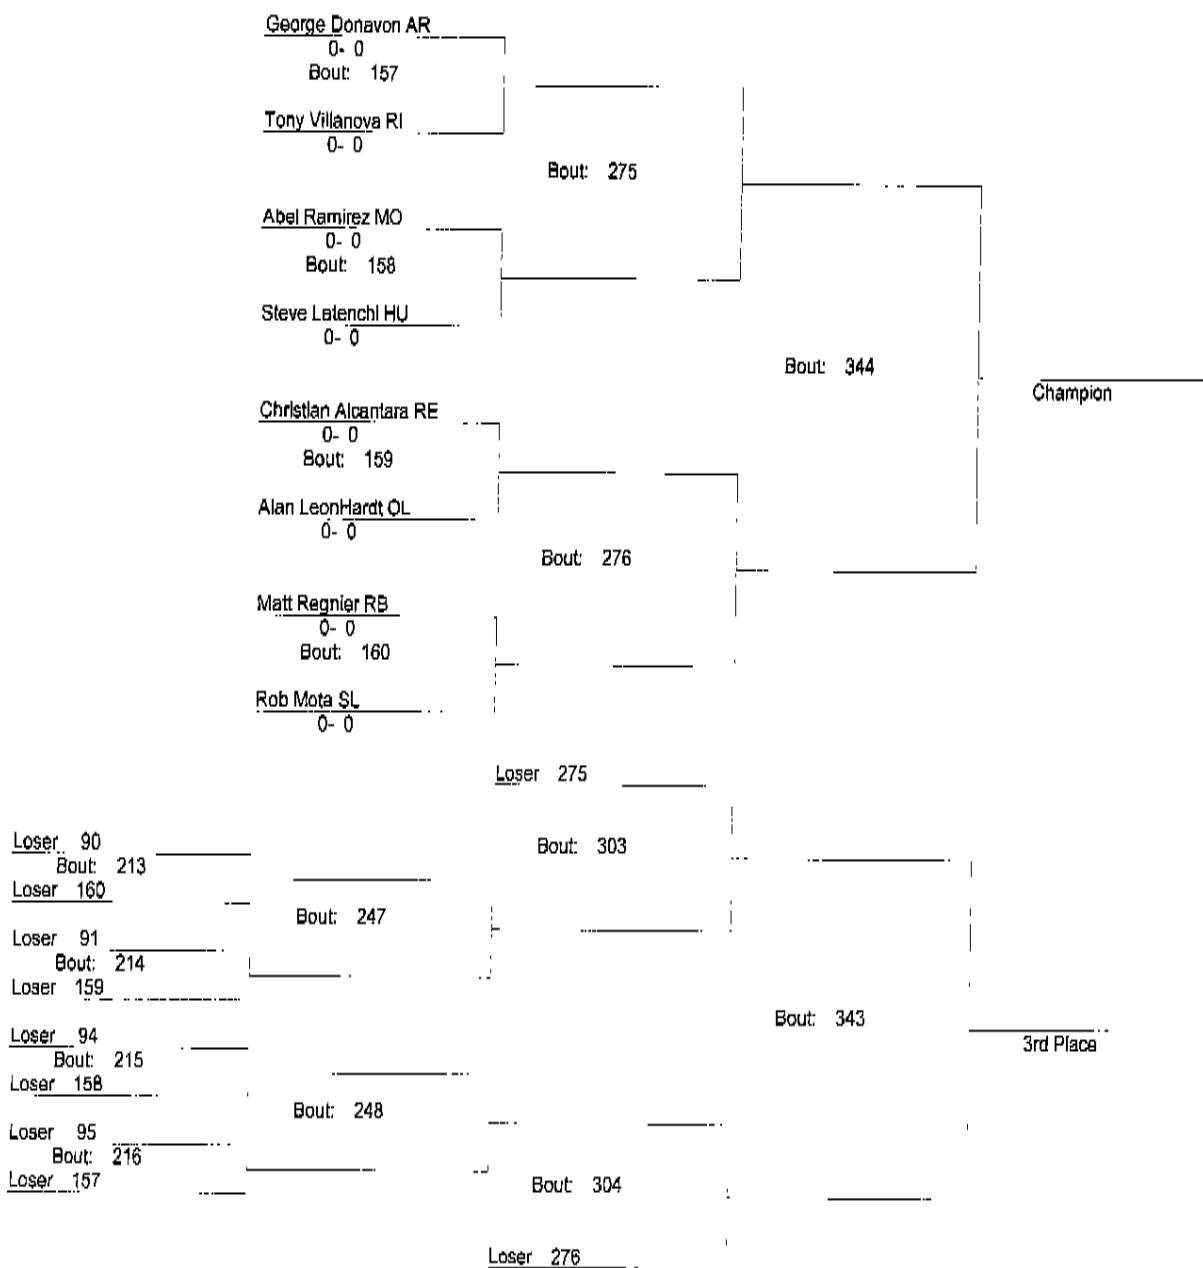 George Donavon AR
0- 0
Bout: 157
Tony Villanova RI
0- 0
Bout: 275
Abel Ramirez MO
0- 0
Bout: 158
Steve Latenchi HU
0- 0
Bout: 344
Champion
Christian Alcantara RE
0- 0
Bout: 159
Alan LeonHardt OL
0- 0
Bout: 276
Matt Regnier RB
0- 0
Bout: 160
Rob Mota SL
0- 0
Loser 275
Bout: 303
Loser 90
Bout: 213
Loser 160
Bout: 247
Loser 91
Bout: 214
Loser 159
Bout: 343
3rd Place
Loser 94
Bout: 215
Loser 158
Bout: 248
Loser 95
Bout: 216
Loser 157
Bout: 304
Loser 276